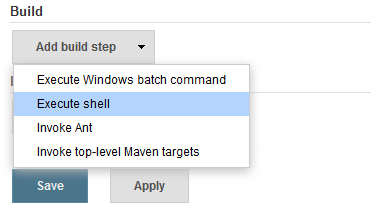 Build
Add build step
Execute Windows batch command
Execute shell
Invoke Ant
Invoke top-level Maven targets
Save
Apply